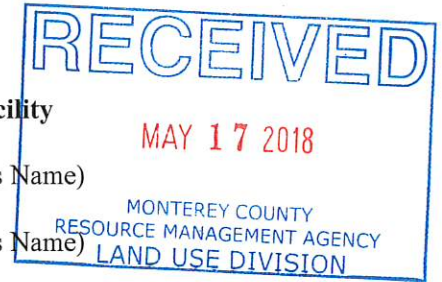 RECEIVED
cility
MAY 17 2018
s Name)
MONTEREY COUNTY
RESOURCE MANAGEMENT AGENCY
s Name)
LAND USE DIVISION